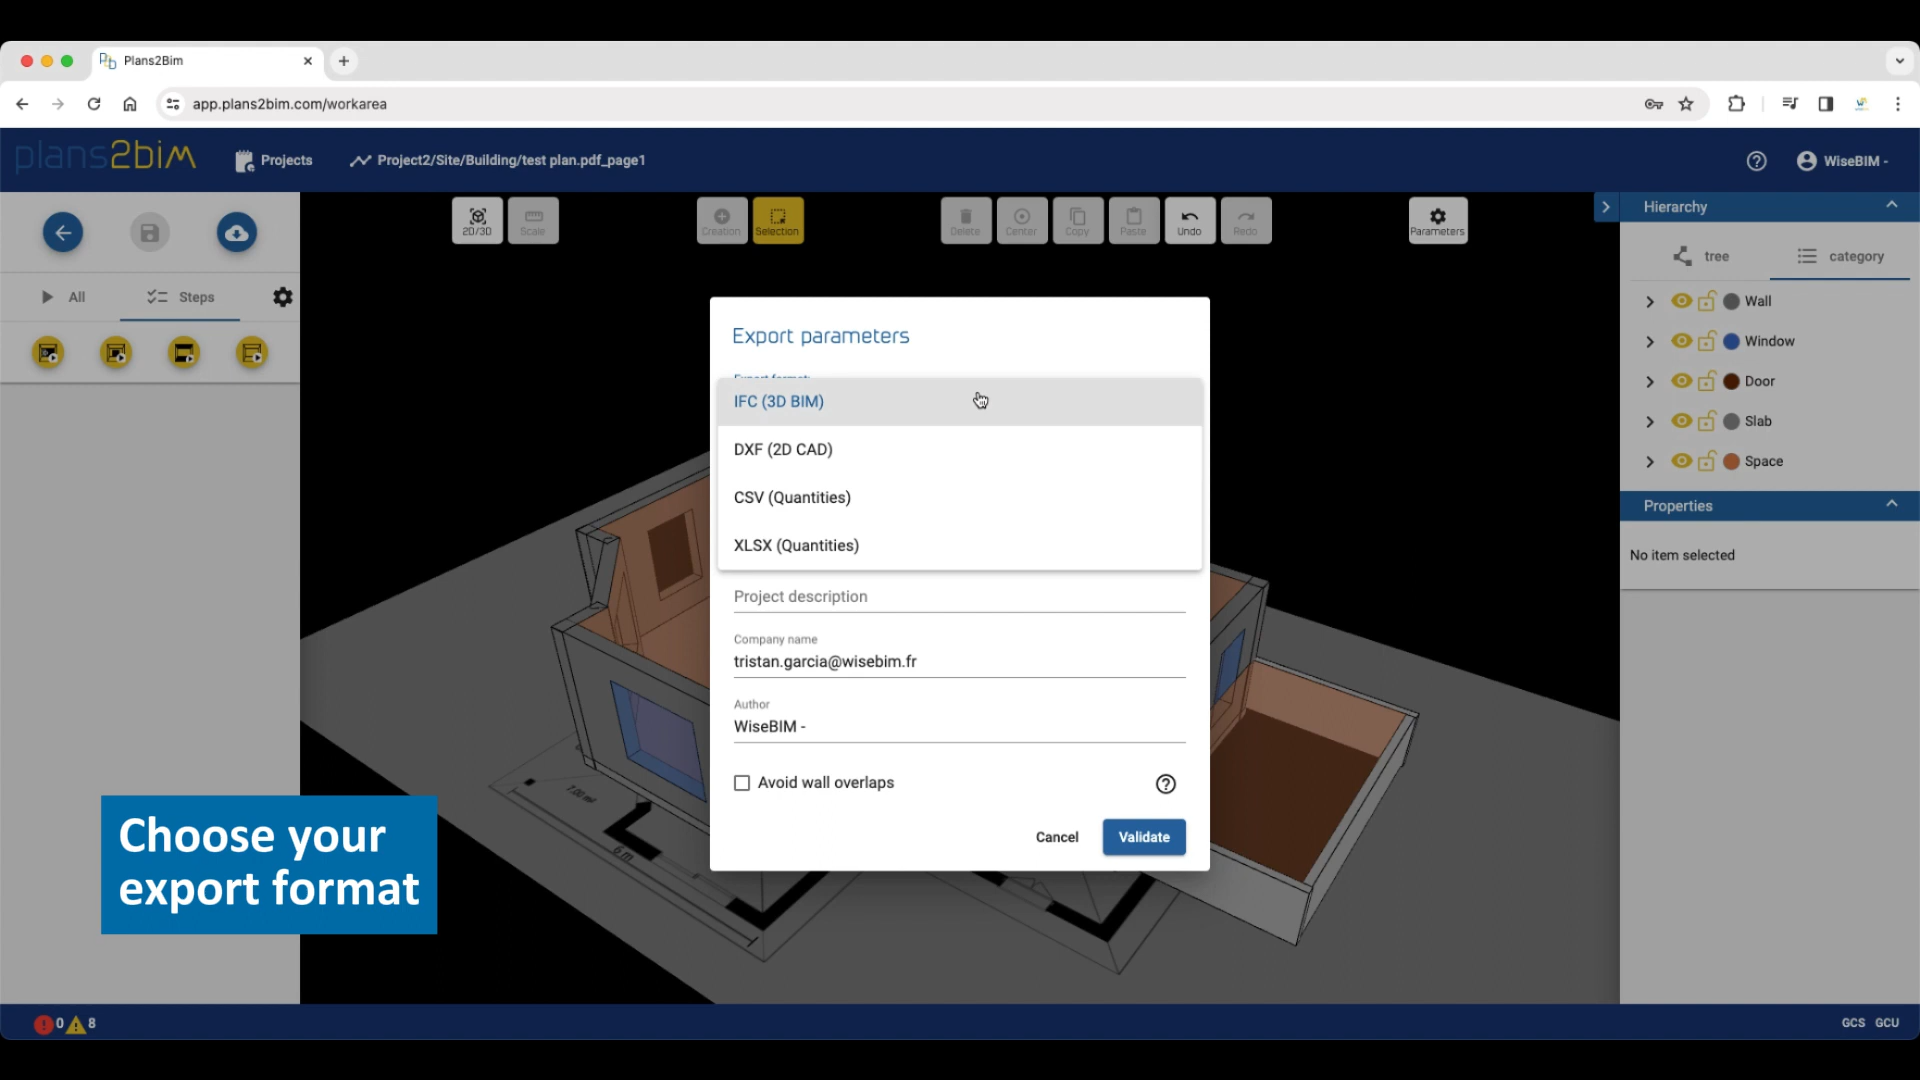 Plans2Bim
app.plans2bim.com/workarea
plans2bim
Projects
Project2/Site/Building/test plan.pdf_page1
WiseBIM -
2D/3D
Scale
Creation
Selection
Delete
Center
Copy
Paste
Undo
Redo
Parameters
All
Steps
Hierarchy
tree
category
Wall
Window
Door
Slab
Space
Properties
No item selected
Export parameters
Export format:
IFC (3D BIM)
DXF (2D CAD)
CSV (Quantities)
XLSX (Quantities)
Project description
Company name
tristan.garcia@wisebim.fr
Author
WiseBIM -
Avoid wall overlaps
Cancel
Validate
6 m
Choose your
export format
0
8
GCS GCU